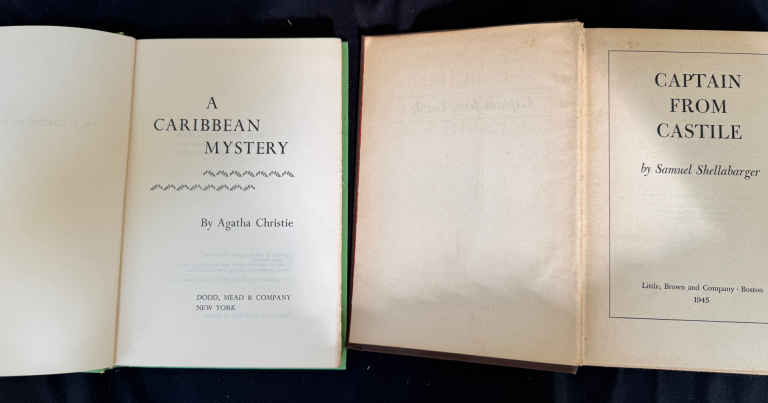 A
CARIBBEAN
MYSTERY
By Agatha Christie
DODD, MEAD & COMPANY
NEW YORK
CAPTAIN
FROM
CASTILE
by Samuel Shellabarger
Little, Brown and Company · Boston
1945